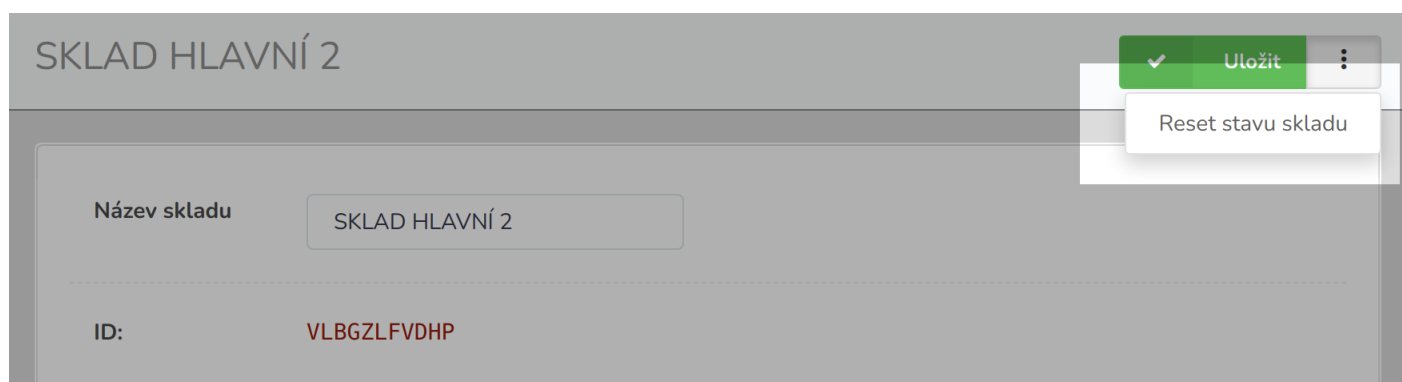 SKLAD HLAVNÍ 2
Uložit
Reset stavu skladu
Název skladu
SKLAD HLAVNÍ 2
ID:
VLBGZLFVDHP